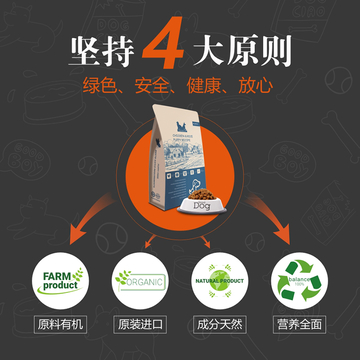 坚持4大原则
绿色、安全、健康、放心
Dog
FARM
product
ORGANIC
NATURAL PRODUCT
balance
原料有机
原装进口
成分天然
营养全面